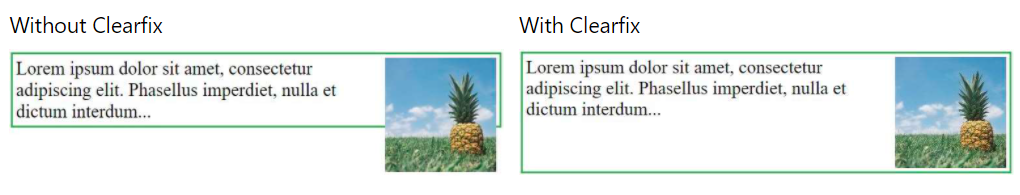 Without Clearfix
Lorem ipsum dolor sit amet, consectetur
adipiscing elit. Phasellus imperdiet, nulla et
dictum interdum...
With Clearfix
Lorem ipsum dolor sit amet, consectetur
adipiscing elit. Phasellus imperdiet, nulla et
dictum interdum...